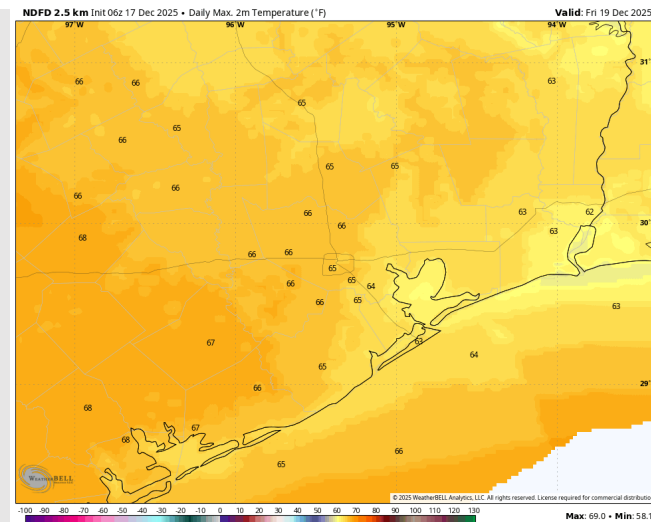 NDFD 2.5 km Init 06z 17 Dec 2025 • Daily Max. 2m Temperature (°F)
Valid: Fri 19 Dec 2025
97°W 96°W 95°W 94°W
31°
66 66 63
65
66 65
65 65
66 66
66 63 62
30°
66 63
68
66 66
65
66 65 64
66 65 63
67 63
64
65
29°
66
68
67
68
66
65
WeatherBELL
© 2025 WeatherBELL Analytics, LLC. All rights reserved. License required for commercial distributio
-100 -90 -80 -70 -60 -50 -40 -30 -20 -10 0 10 20 30 40 50 60 70 80 90 100 110 120 130
Max: 69.0 • Min: 58.1